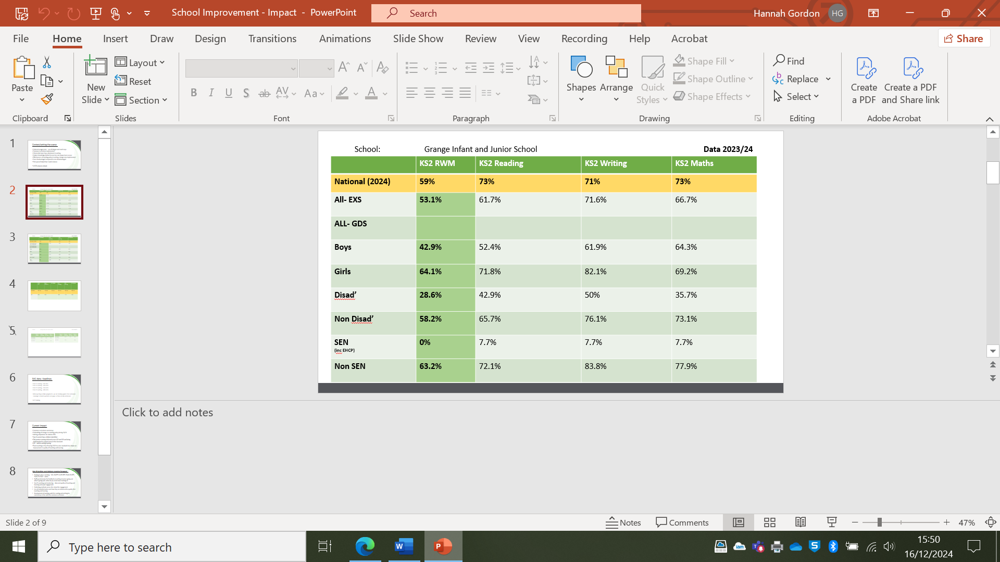 School Improvement - Impact - PowerPoint
Search
Hannah Gordon HG
File Home Insert Draw Design Transitions Animations Slide Show Review View Recording Help Acrobat Share
Paste
New Slide
Layout
Reset
Section
Shapes
Arrange
Quick Styles
Shape Fill
Shape Outline
Shape Effects
Find
Replace
Select
Create a PDF
Create a PDF and Share link
Clipboard Slides Font Paragraph Drawing Editing Adobe Acrobat
1
2
3
4
5
6
7
8
School: Grange Infant and Junior School Data 2023/24
KS2 RWM KS2 Reading KS2 Writing KS2 Maths
National (2024) 59% 73% 71% 73%
All- EXS 53.1% 61.7% 71.6% 66.7%
ALL- GDS
Boys 42.9% 52.4% 61.9% 64.3%
Girls 64.1% 71.8% 82.1% 69.2%
Disad’ 28.6% 42.9% 50% 35.7%
Non Disad’ 58.2% 65.7% 76.1% 73.1%
SEN 0% 7.7% 7.7% 7.7%
(inc EHCP)
Non SEN 63.2% 72.1% 83.8% 77.9%
Click to add notes
Slide 2 of 9 Notes Comments 47%
Type here to search
15:50
16/12/2024